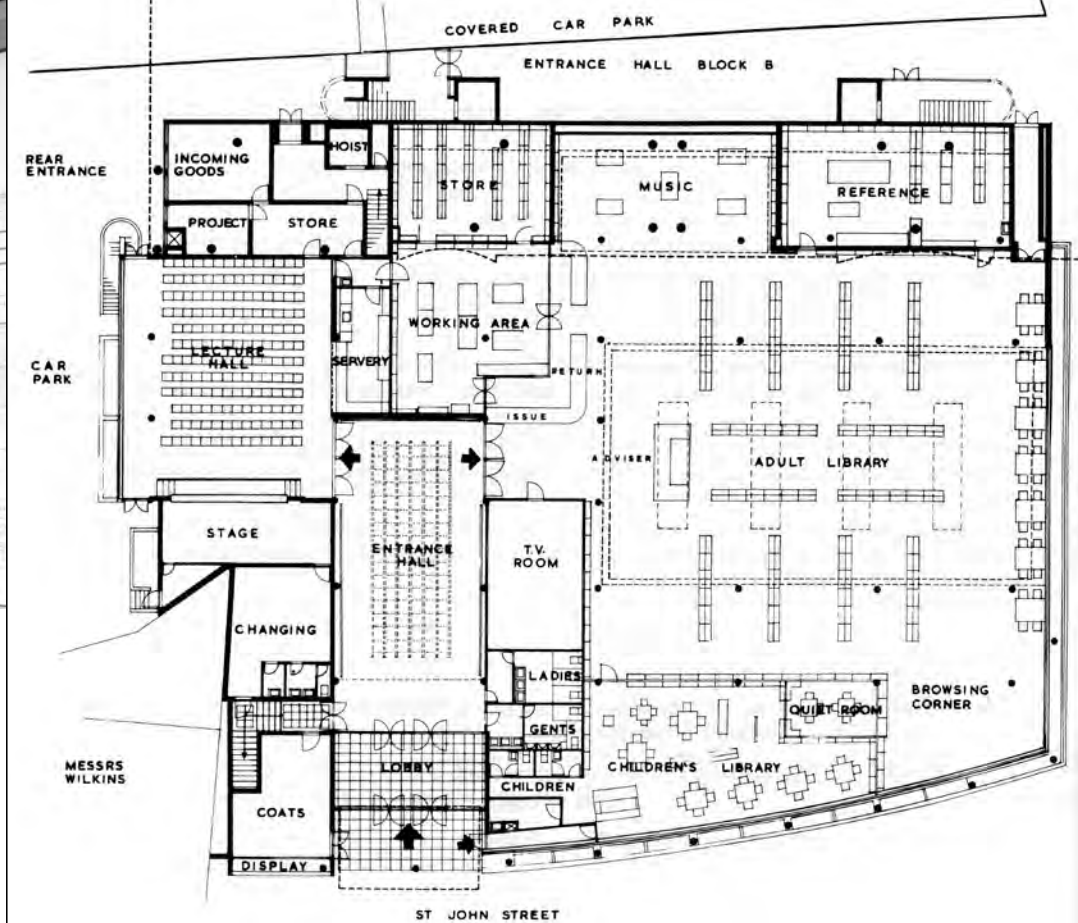 COVERED CAR PARK
ENTRANCE HALL BLOCK B
REAR
ENTRANCE
INCOMING
GOODS
HOIST
STORE
MUSIC
REFERENCE
PROJECT
STORE
CAR
PARK
LECTURE
HALL
SERVERY
WORKING AREA
RETURN
ISSUE
ADVISER
ADULT LIBRARY
STAGE
ENTRANCE
HALL
T.V.
ROOM
CHANGING
LADIES
GENTS
QUIET ROOM
BROWSING
CORNER
MESSRS
WILKINS
LOBBY
CHILDREN
CHILDREN'S LIBRARY
COATS
DISPLAY
ST JOHN STREET